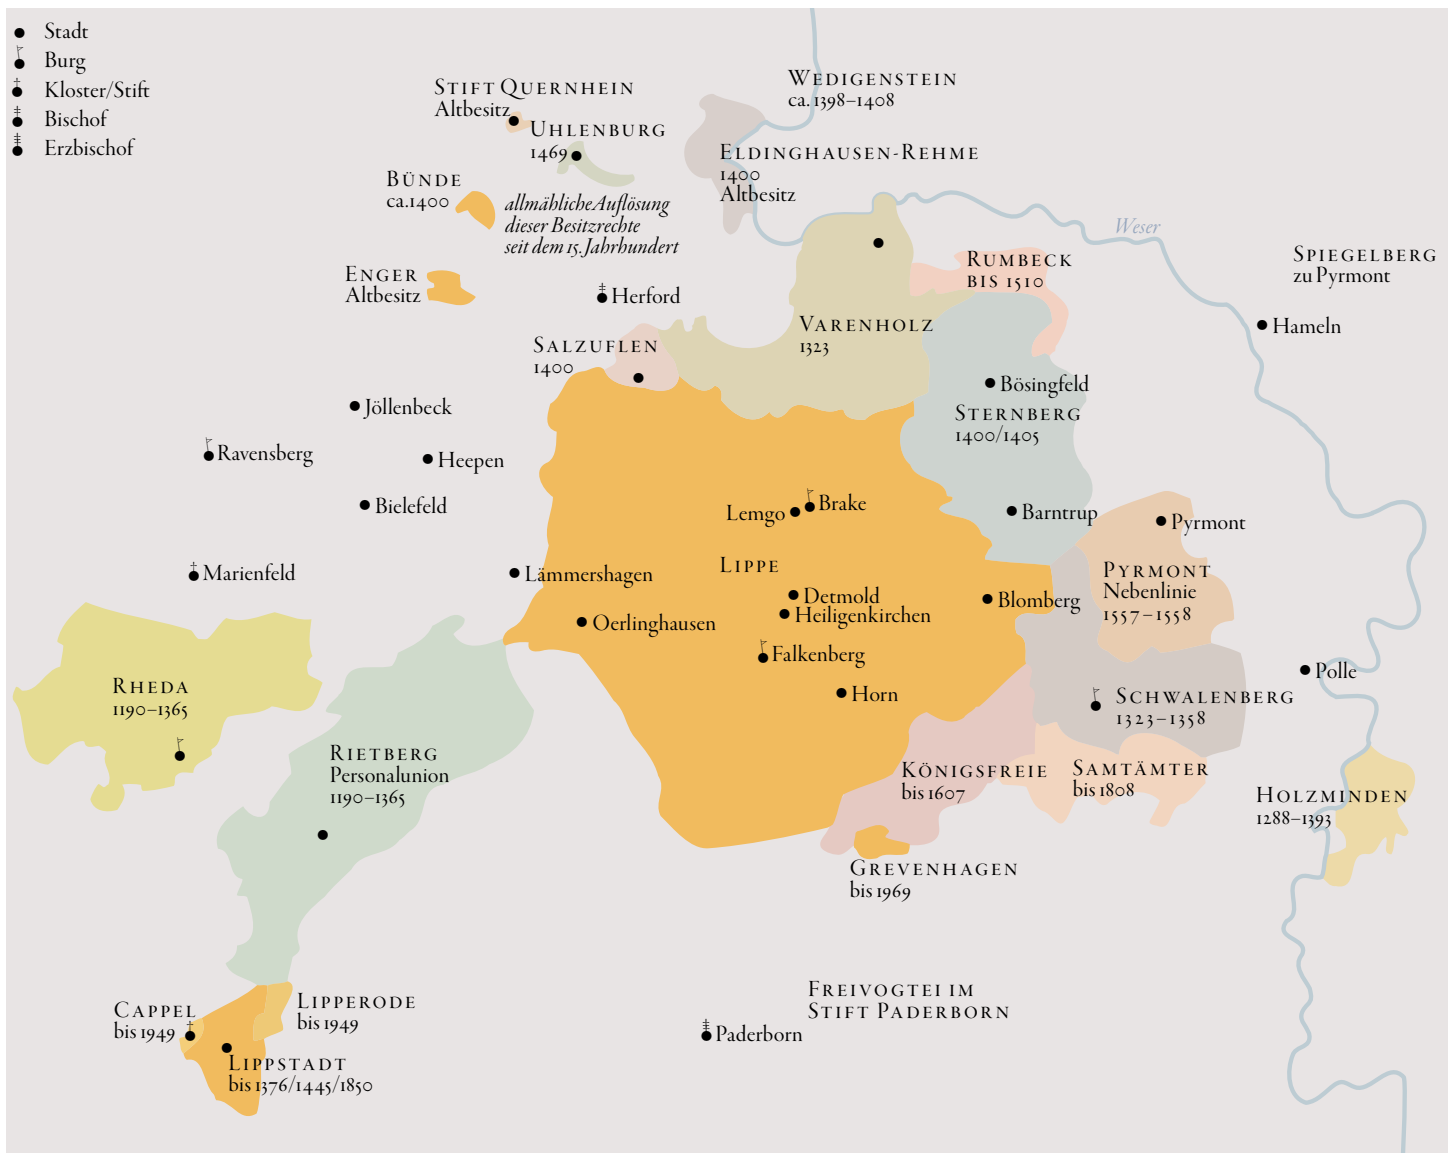 Stadt
Burg
Kloster/Stift
Bischof
Erzbischof
STIFT QUERNHEIN
Altbesitz
UHLENBURG
1469
WEDIGENSTEIN
ca. 1398–1408
ELDINGHAUSEN-REHME
1400
Altbesitz
BÜNDE
ca.1400
allmähliche Auflösung
dieser Besitzrechte
seit dem 15. Jahrhundert
Weser
SPIEGELBERG
zu Pyrmont
ENGER
Altbesitz
Herford
RUMBECK
BIS 1510
Hameln
VARENHOLZ
1323
SALZUFLEN
1400
Bösingfeld
STERNBERG
1400/1405
Jöllenbeck
Ravensberg
Heepen
Bielefeld
Lemgo
Brake
Barntrup
Pyrmont
Marienfeld
Lämmershagen
LIPPE
PYRMONT
Nebenlinie
1557–1558
Detmold
Heiligenkirchen
Blomberg
Oerlinghausen
Falkenberg
Horn
Polle
RHEDA
1190–1365
SCHWALENBERG
1323–1358
RIETBERG
Personalunion
1190–1365
KÖNIGSFREIE
bis 1607
SAMTÄMTER
bis 1808
HOLZMINDEN
1288–1393
GREVENHAGEN
bis 1969
CAPPEL
bis 1949
LIPPERODE
bis 1949
FREIVOGTEI IM
STIFT PADERBORN
Paderborn
LIPPSTADT
bis 1376/1445/1850